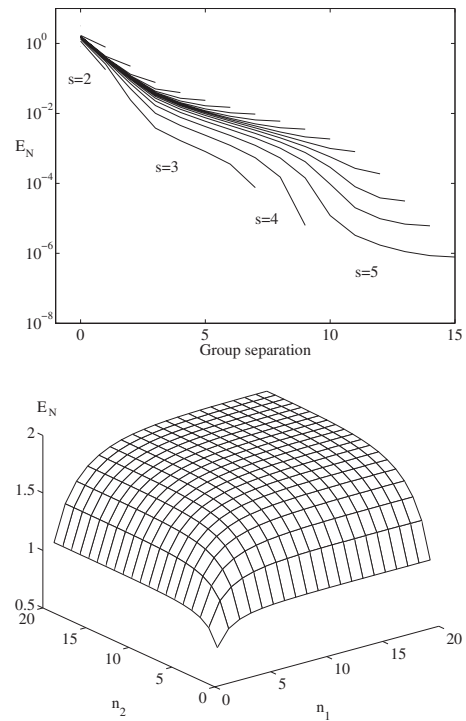 10^0
s=2
10^-2
E_N
s=3
10^-4
s=4
s=5
10^-6
10^-8
0 5 10 15
Group separation
E_N
2
1.5
1
0.5
20 15 10 5 0
0 5 10 15 20
n_2 n_1